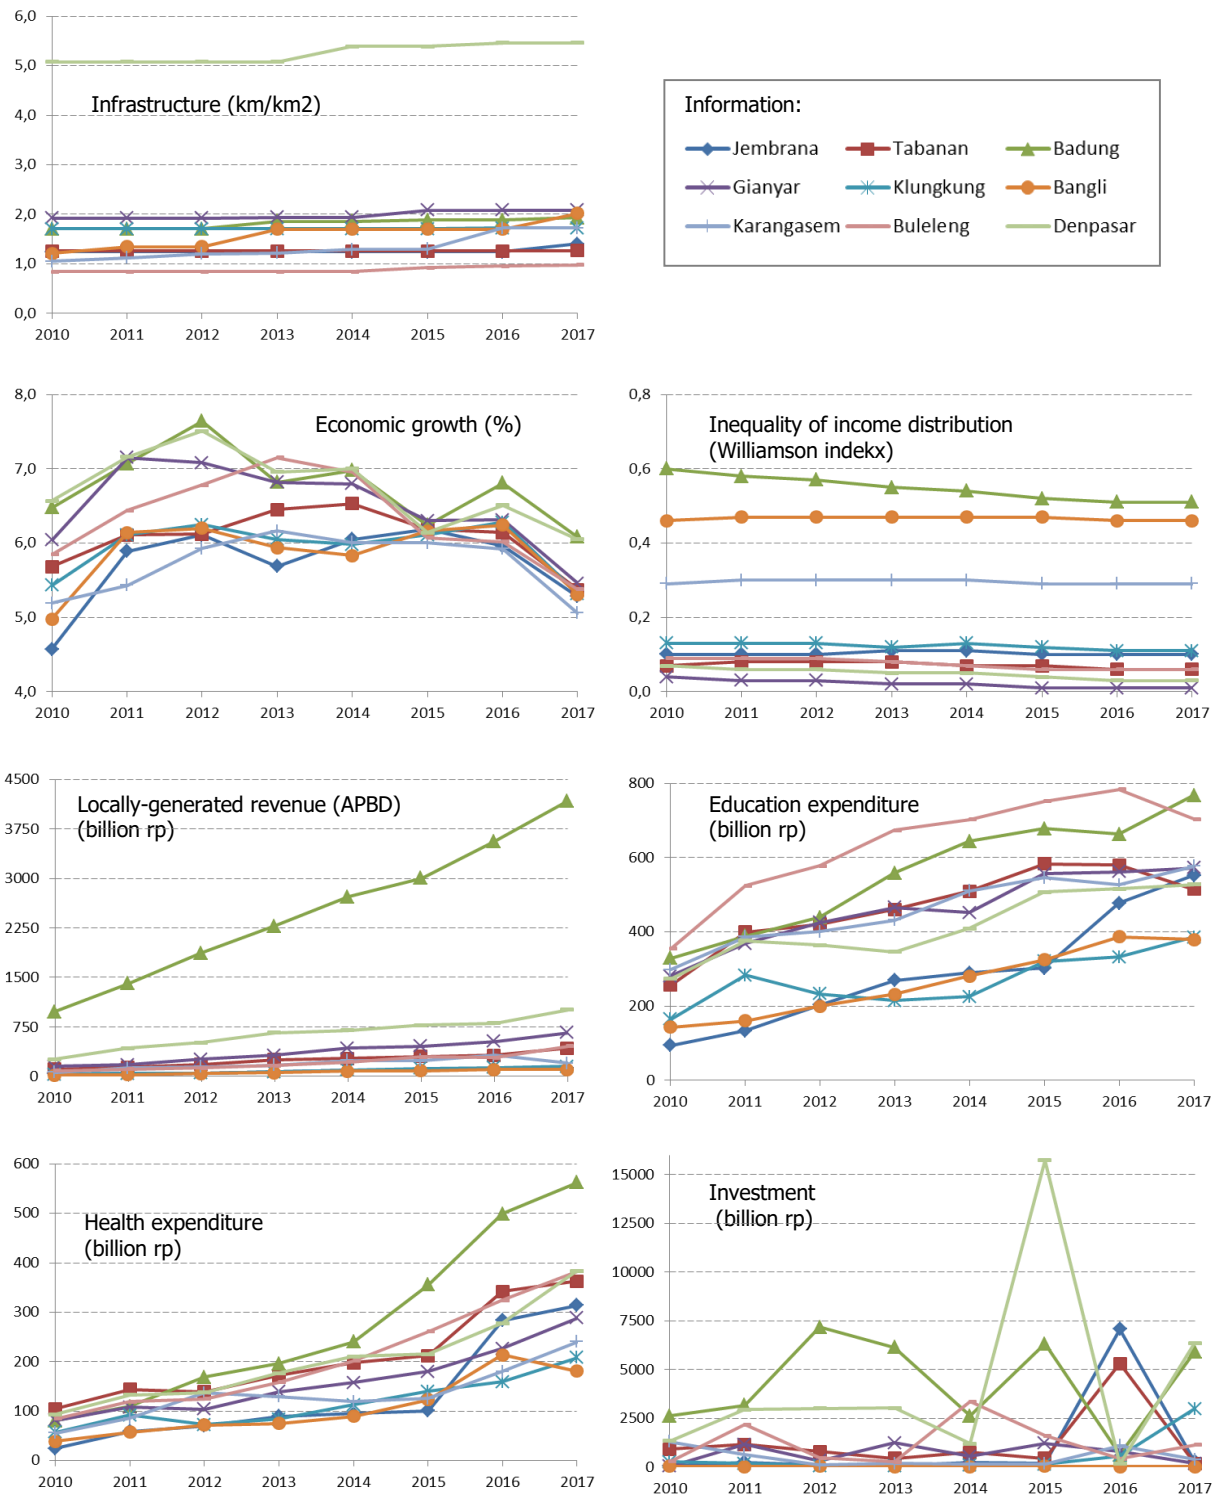 6,0
5,0
4,0
3,0
2,0
1,0
0,0
Infrastructure (km/km2)
2010 2011 2012 2013 2014 2015 2016 2017
Information:
Jembrana Tabanan Badung
Gianyar Klungkung Bangli
Karangasem Buleleng Denpasar
8,0
7,0
6,0
5,0
4,0
Economic growth (%)
2010 2011 2012 2013 2014 2015 2016 2017
0,8
0,6
0,4
0,2
0,0
Inequality of income distribution
(Williamson indekx)
2010 2011 2012 2013 2014 2015 2016 2017
4500
3750
3000
2250
1500
750
0
Locally-generated revenue (APBD)
(billion rp)
2010 2011 2012 2013 2014 2015 2016 2017
800
600
400
200
0
Education expenditure
(billion rp)
2010 2011 2012 2013 2014 2015 2016 2017
600
500
400
300
200
100
0
Health expenditure
(billion rp)
2010 2011 2012 2013 2014 2015 2016 2017
15000
12500
10000
7500
5000
2500
0
Investment
(billion rp)
2010 2011 2012 2013 2014 2015 2016 2017